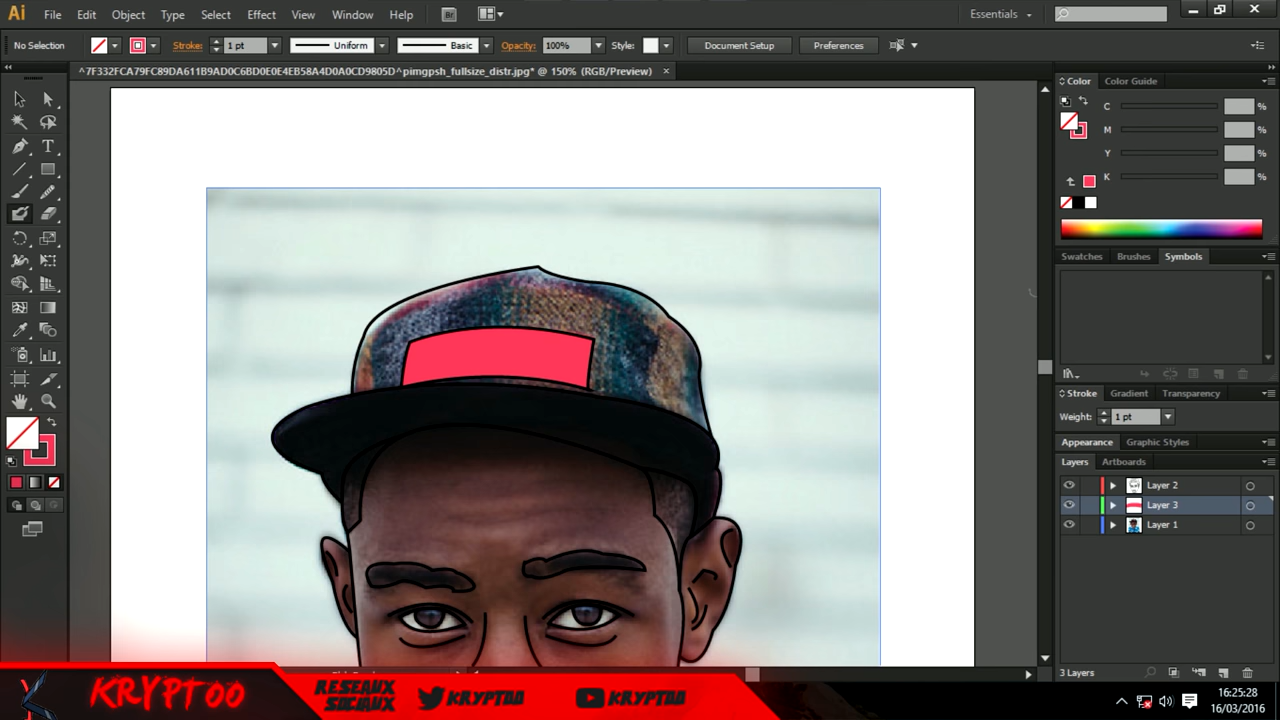 Ai File Edit Object Type Select Effect View Window Help Br Essentials
No Selection Stroke: 1 pt Uniform Basic Opacity: 100% Style: Document Setup Preferences
^7F332FCA79FC89DA611B9AD0C6BD0E0E4EB58A4D0A0CD9805D^pimgpsh_fullsize_distr.jpg* @ 150% (RGB/Preview)
Color Color Guide
C %
M %
Y %
K %
Swatches Brushes Symbols
Stroke Gradient Transparency
Weight: 1 pt
Appearance Graphic Styles
Layers Artboards
Layer 2
Layer 3
Layer 1
3 Layers
KRYPTOO RESEAUX SOCIAUX KRYPTOO KRYPTOO
16:25:28
16/03/2016